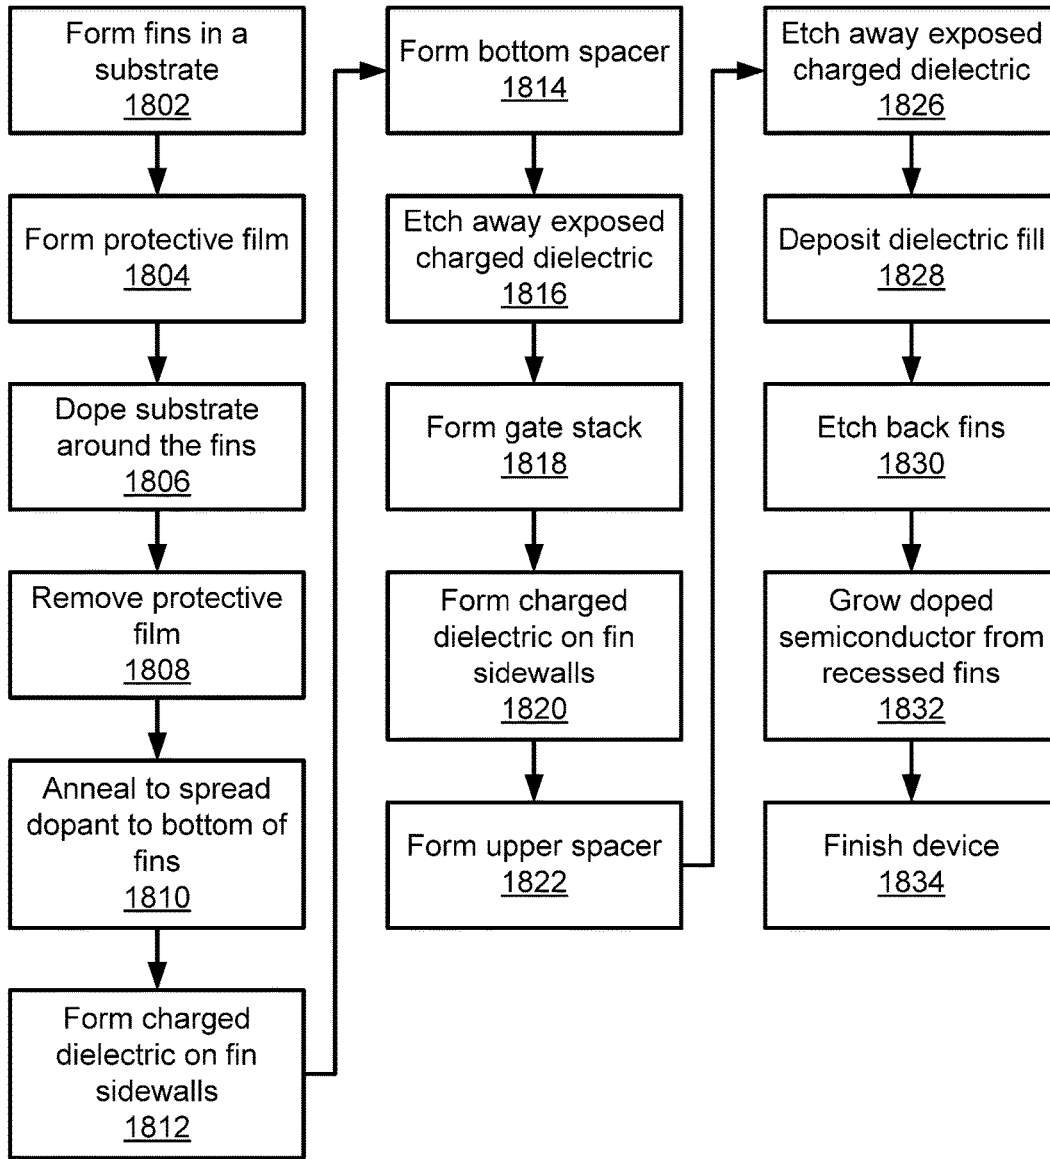 Form fins in a
substrate
1802
Form protective film
1804
Dope substrate
around the fins
1806
Remove protective
film
1808
Anneal to spread
dopant to bottom of
fins
1810
Form charged
dielectric on fin
sidewalls
1812
Form bottom spacer
1814
Etch away exposed
charged dielectric
1816
Form gate stack
1818
Form charged
dielectric on fin
sidewalls
1820
Form upper spacer
1822
Etch away exposed
charged dielectric
1826
Deposit dielectric fill
1828
Etch back fins
1830
Grow doped
semiconductor from
recessed fins
1832
Finish device
1834